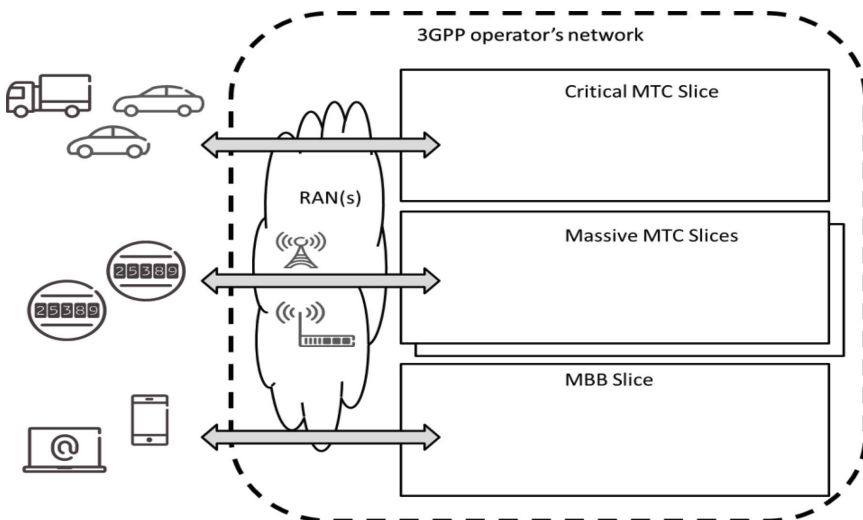 3GPP operator's network
Critical MTC Slice
RAN(s)
Massive MTC Slices
25389
25389
MBB Slice
@